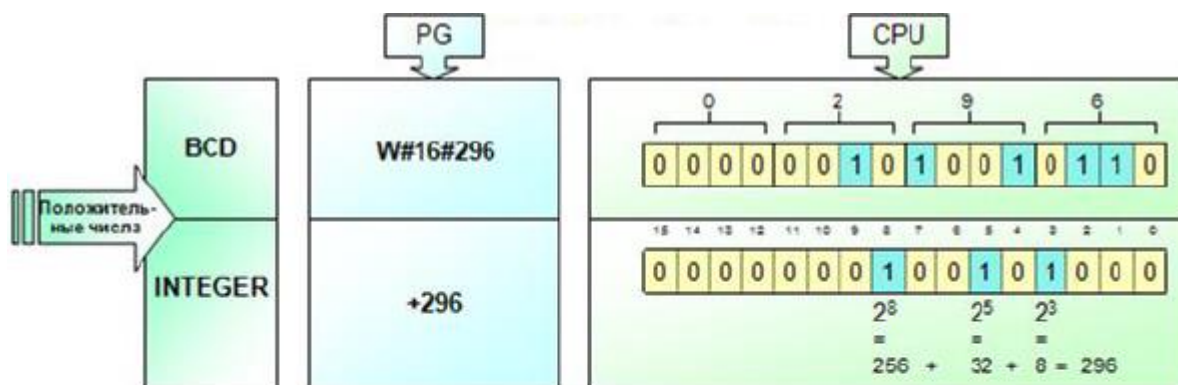 PG
CPU
0 2 9 6
BCD
W#16#296
0 0 0 0 0 0 1 0 1 0 0 1 0 1 1 0
Положитель-
ные числа
15 14 13 12 11 10 9 8 7 6 5 4 3 2 1 0
INTEGER
+296
0 0 0 0 0 0 0 1 0 0 1 0 1 0 0 0
2⁸ 2⁵ 2³
= = =
256 + 32 + 8 = 296